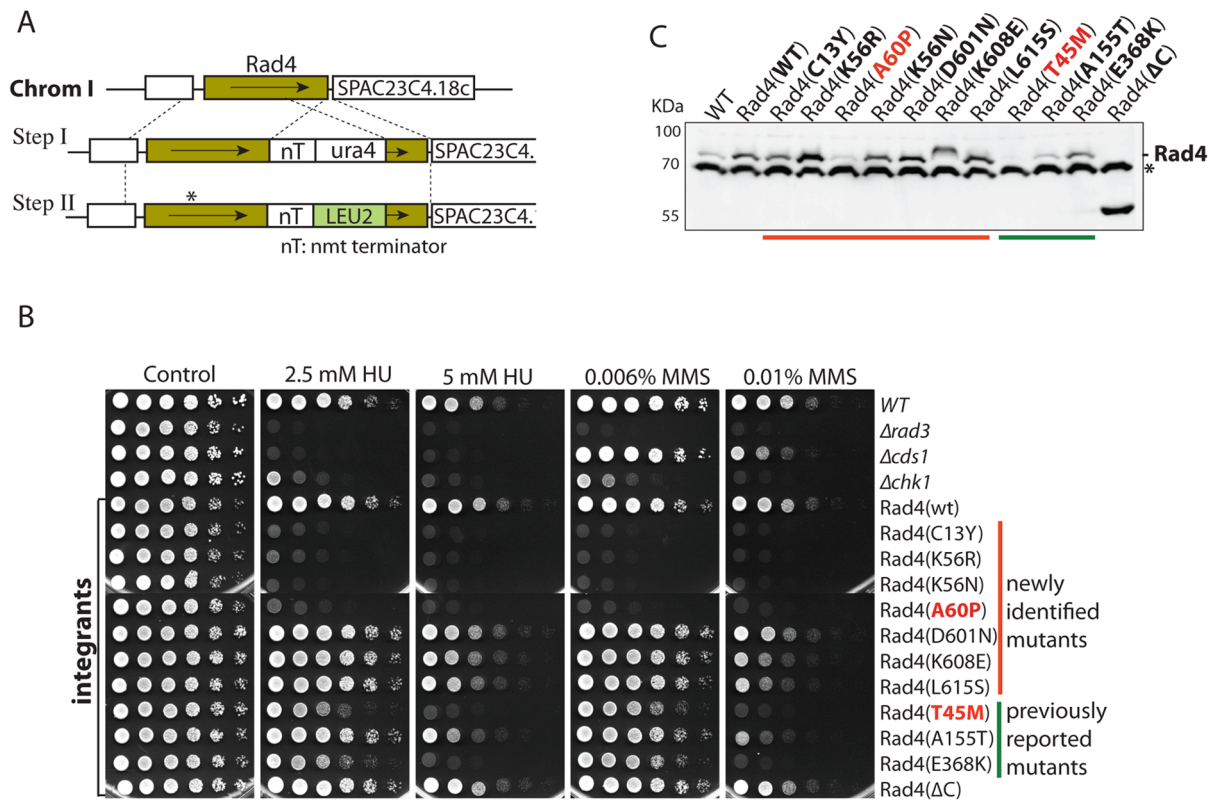 A
Rad4
Chrom I
SPAC23C4.18c
Step I
nT
ura4
SPAC23C4.
*
Step II
nT
LEU2
SPAC23C4.
nT: nmt terminator
C
WT
Rad4(WT)
Rad4(C13Y)
Rad4(K56R)
Rad4(A60P)
Rad4(K56N)
Rad4(D601N)
Rad4(K608E)
Rad4(L615S)
Rad4(T45M)
Rad4(A155T)
Rad4(E368K)
Rad4(ΔC)
KDa
100
70
55
Rad4
*
B
Control
2.5 mM HU
5 mM HU
0.006% MMS
0.01% MMS
WT
Δrad3
Δcds1
Δchk1
Rad4(wt)
Rad4(C13Y)
Rad4(K56R)
Rad4(K56N)
Rad4(A60P)
Rad4(D601N)
Rad4(K608E)
Rad4(L615S)
Rad4(T45M)
Rad4(A155T)
Rad4(E368K)
Rad4(ΔC)
newly
identified
mutants
previously
reported
mutants
integrants